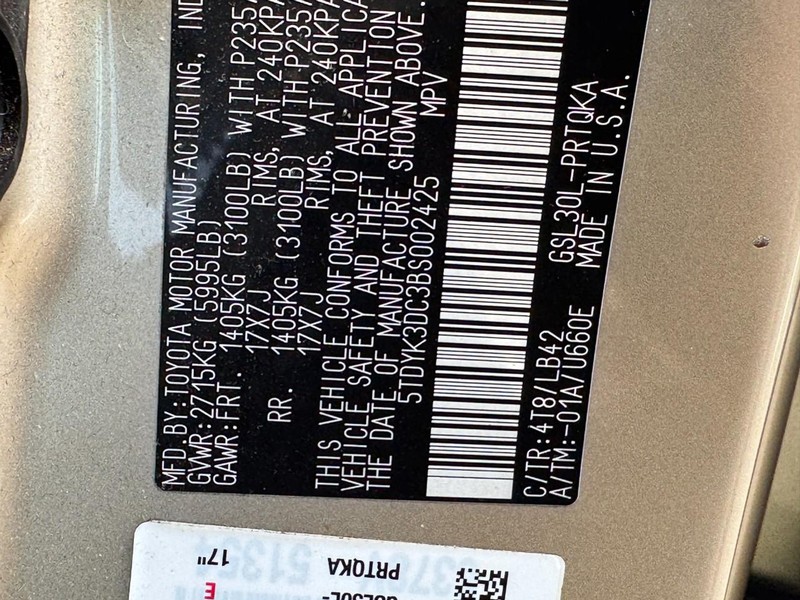 MFD.BY:TOYOTA MOTOR MANUFACTURING, IND
GVWR:2715KG (5995LB)
GAWR:FRT. 1405KG (3100LB) WITH P235/
17X7J RIMS, AT 240KPA
RR. 1405KG (3100LB) WITH P235/
17X7J RIMS, AT 240KPA
THIS VEHICLE CONFORMS TO ALL APPLICA
VEHICLE SAFETY AND THEFT PREVENTION
THE DATE OF MANUFACTURE SHOWN ABOVE.
5TDYK3DC3BS002425 MPV
C/TR:4T8/LB42 GSL30L-PRTQKA
A/TM:-01A/U660E MADE IN U.S.A.
PRTQKA
17"
E